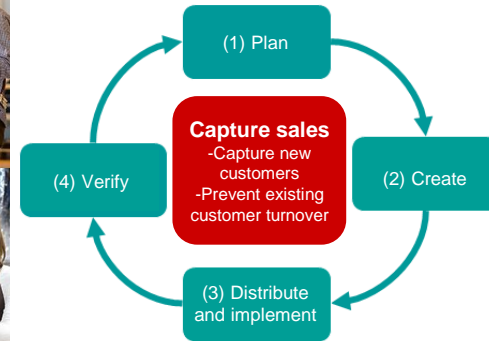 (1) Plan
Capture sales
-Capture new
customers
-Prevent existing
customer turnover
(4) Verify
(2) Create
(3) Distribute
and implement